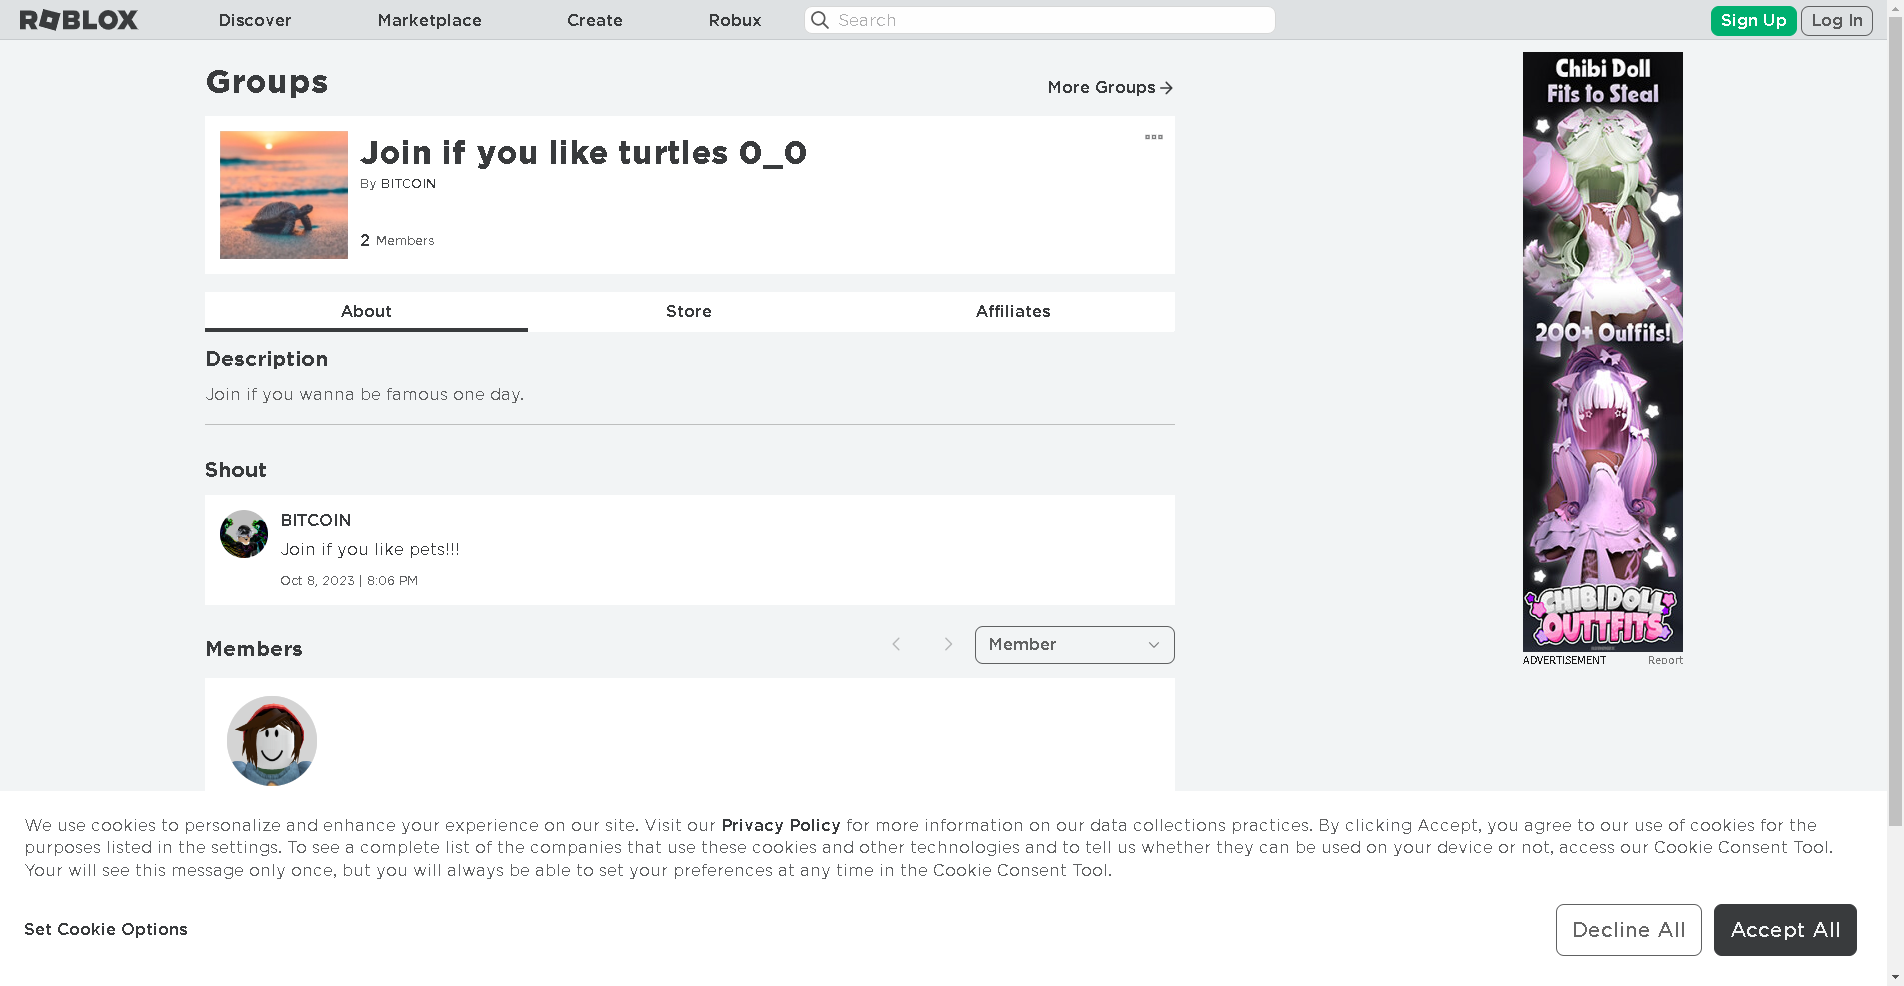 ROBLOX
Discover
Marketplace
Create
Robux
Search
Sign Up
Log In
Groups
More Groups
Join if you like turtles 0_0
By BITCOIN
2 Members
About
Store
Affiliates
Description
Join if you wanna be famous one day.
Shout
BITCOIN
Join if you like pets!!!
Oct 8, 2023 | 8:06 PM
Members
Member
Chibi Doll
Fits to Steal
200+ Outfits!
CHIBI DOLL
OUTTFITS
ADVERTISEMENT
Report
We use cookies to personalize and enhance your experience on our site. Visit our Privacy Policy for more information on our data collections practices. By clicking Accept, you agree to our use of cookies for the
purposes listed in the settings. To see a complete list of the companies that use these cookies and other technologies and to tell us whether they can be used on your device or not, access our Cookie Consent Tool.
Your will see this message only once, but you will always be able to set your preferences at any time in the Cookie Consent Tool.
Set Cookie Options
Decline All
Accept All